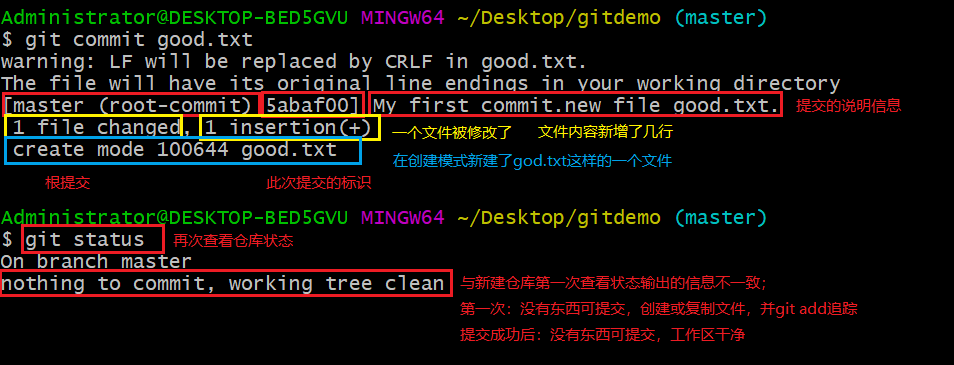 Administrator@DESKTOP-BED5GVU MINGW64 ~/Desktop/gitdemo (master)
$ git commit good.txt
warning: LF will be replaced by CRLF in good.txt.
The file will have its original line endings in your working directory
[master (root-commit) 5abaf00] My first commit.new file good.txt. 提交的说明信息
1 file changed, 1 insertion(+) 一个文件被修改了 文件内容新增了几行
create mode 100644 good.txt 在创建模式新建了god.txt这样的一个文件
根提交 此次提交的标识
Administrator@DESKTOP-BED5GVU MINGW64 ~/Desktop/gitdemo (master)
$ git status 再次查看仓库状态
On branch master
nothing to commit, working tree clean 与新建仓库第一次查看状态输出的信息不一致；
第一次：没有东西可提交，创建或复制文件，并git add追踪
提交成功后：没有东西可提交，工作区干净